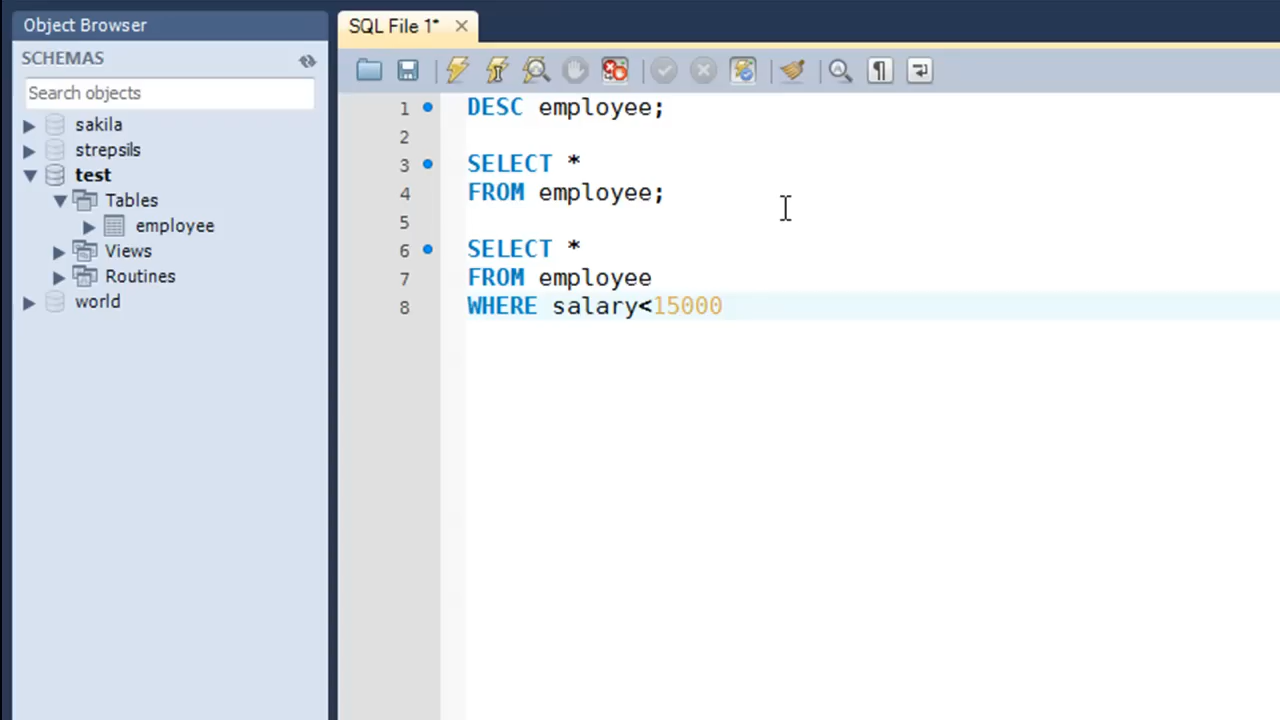 Object Browser
SCHEMAS
Search objects
sakila
strepsils
test
Tables
employee
Views
Routines
world
SQL File 1*
1 DESC employee;
2
3 SELECT *
4 FROM employee;
5
6 SELECT *
7 FROM employee
8 WHERE salary<15000